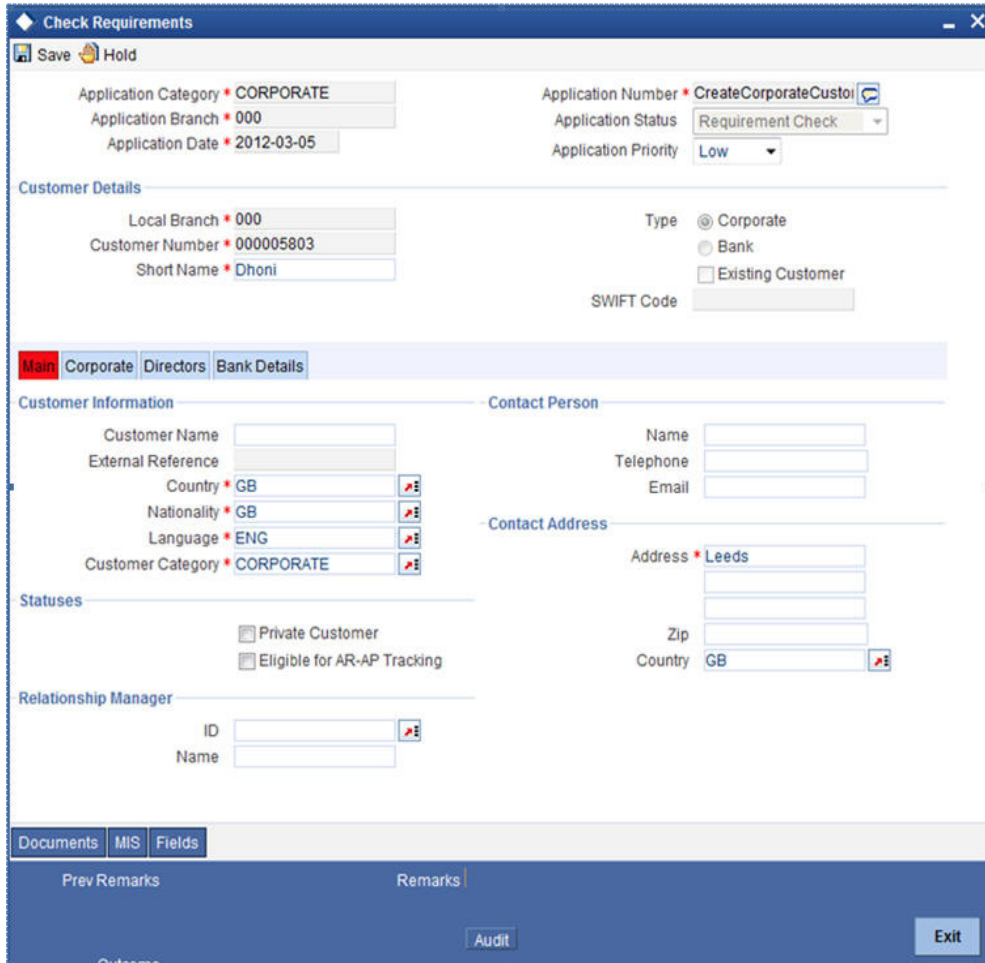 Check Requirements
Save Hold
Application Category * CORPORATE
Application Branch * 000
Application Date * 2012-03-05
Application Number * CreateCorporateCustor
Application Status Requirement Check
Application Priority Low
Customer Details
Local Branch * 000
Customer Number * 000005803
Short Name * Dhoni
Type Corporate
Bank
Existing Customer
SWIFT Code
Main Corporate Directors Bank Details
Customer Information
Customer Name
External Reference
Country * GB
Nationality * GB
Language * ENG
Customer Category * CORPORATE
Statuses
Private Customer
Eligible for AR-AP Tracking
Relationship Manager
ID
Name
Contact Person
Name
Telephone
Email
Contact Address
Address * Leeds
Zip
Country GB
Documents MIS Fields
Prev Remarks Remarks
Audit
Exit